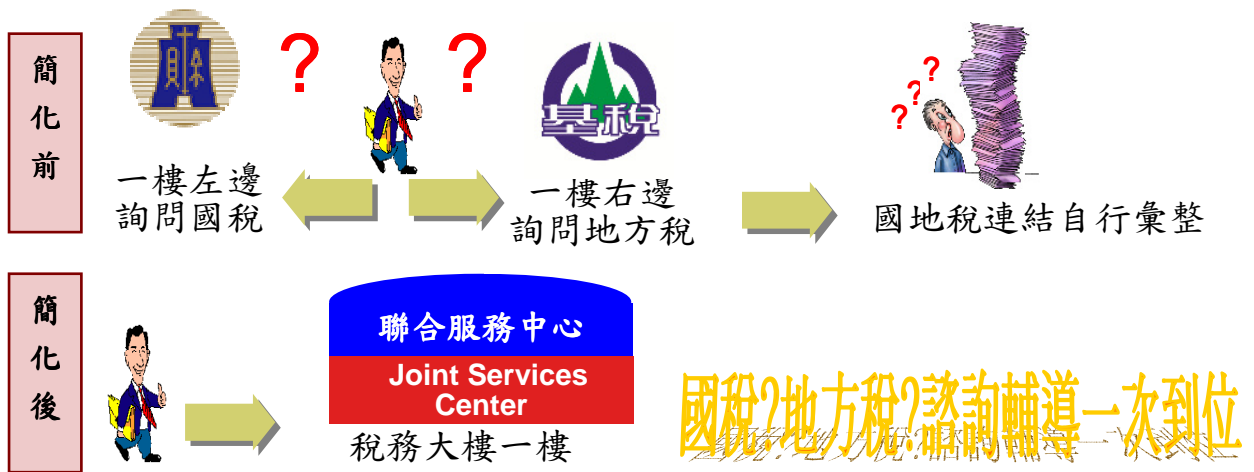 簡化前
財
?
?
基稅
?
?
?
一樓左邊
詢問國稅
一樓右邊
詢問地方稅
國地稅連結自行彙整
簡化後
聯合服務中心
Joint Services
Center
稅務大樓一樓
國稅?地方稅?諮詢輔導一次到位